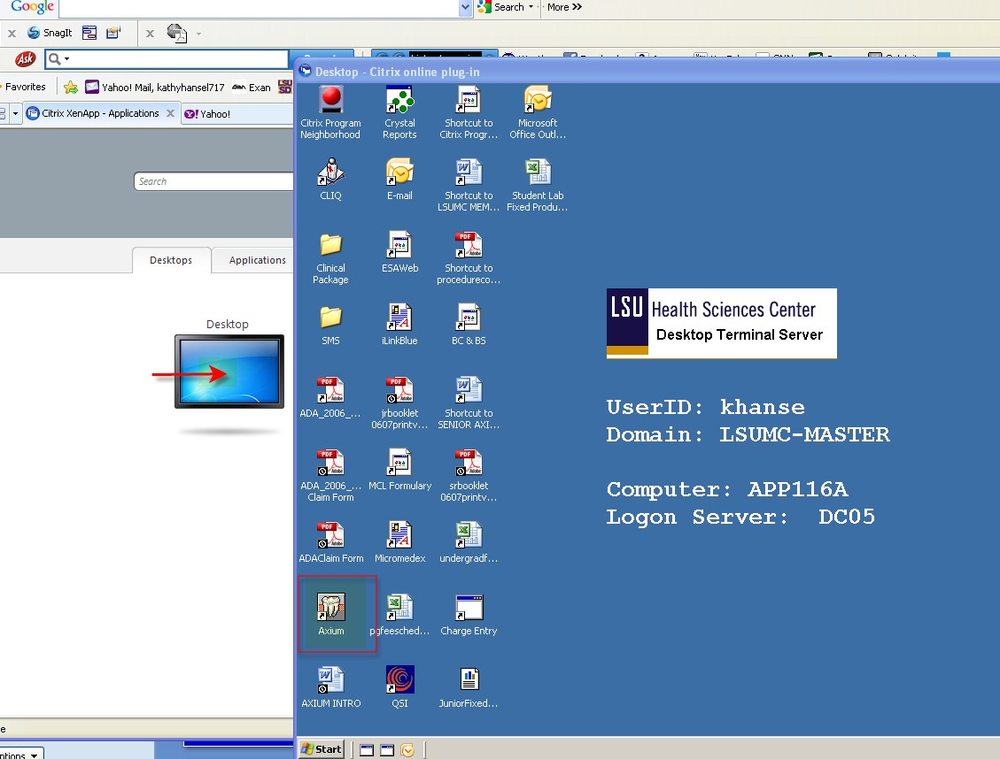 Google
Search
More »
SnagIt
Ask
Desktop - Citrix online plug-in
Favorites
Yahoo! Mail, kathyhansel717
Exan
LSU
SD
Citrix XenApp - Applications
Yahoo!
Search
Desktops
Applications
Desktop
Citrix Program
Neighborhood
Crystal
Reports
Shortcut to
Citrix Progr...
Microsoft
Office Outl...
CLIQ
E-mail
Shortcut to
LSUMC MEM...
Student Lab
Fixed Produ...
Clinical
Package
ESAWeb
Shortcut to
procedureco...
SMS
iLinkBlue
BC & BS
ADA_2006_...
jrbooklet
0607printv...
Shortcut to
SENIOR AXI...
ADA_2006_...
Claim Form
MCL Formulary
srbooklet
0607printv...
ADAClaim Form
Micromedex
undergradf...
Axium
pgfeesched...
Charge Entry
AXIUM INTRO
QSI
JuniorFixed...
LSU Health Sciences Center
Desktop Terminal Server
UserID: khanse
Domain: LSUMC-MASTER
Computer: APP116A
Logon Server: DC05
Start